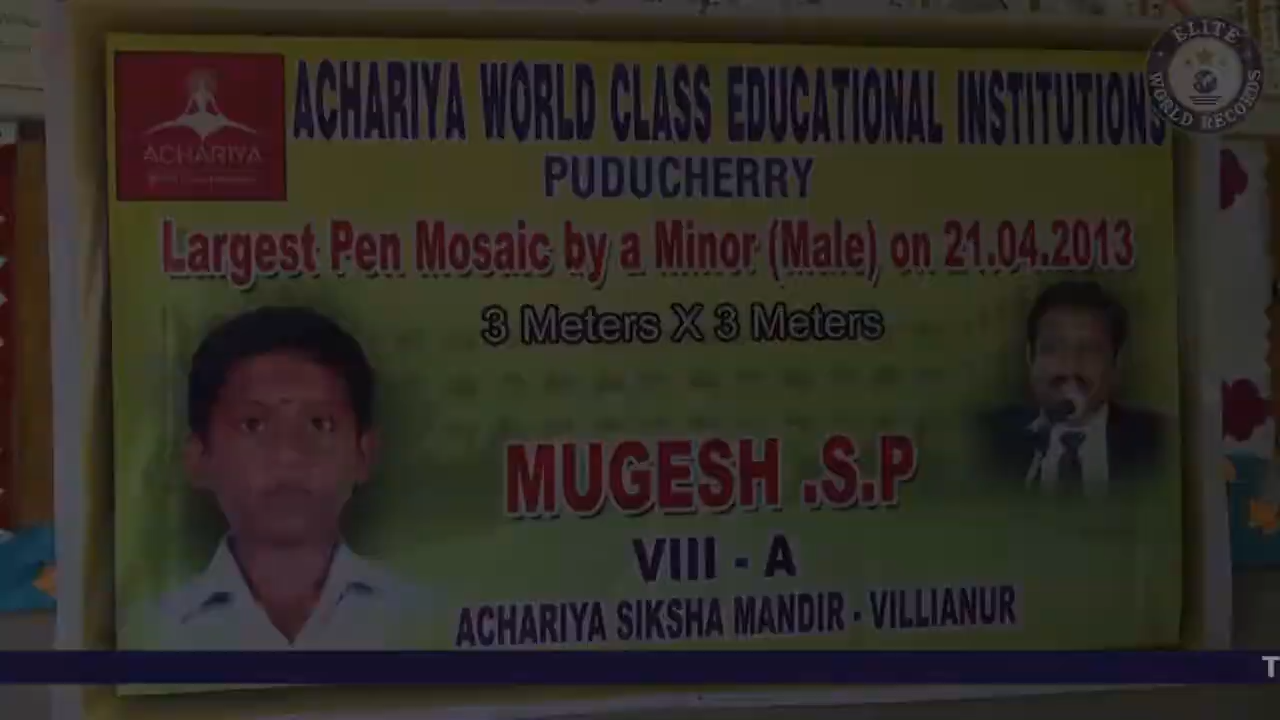 ELITE WORLD RECORDS
ACHARIYA
ACHARIYA WORLD CLASS EDUCATIONAL INSTITUTIONS
PUDUCHERRY
Largest Pen Mosaic by a Minor (Male) on 21.04.2013
3 Meters X 3 Meters
MUGESH .S.P
VIII - A
ACHARIYA SIKSHA MANDIR - VILLIANUR
T